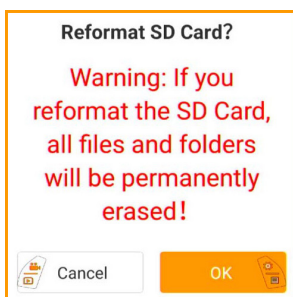 Reformat SD Card?
Warning: If you
reformat the SD Card,
all files and folders
will be permanently
erased!
Cancel
OK